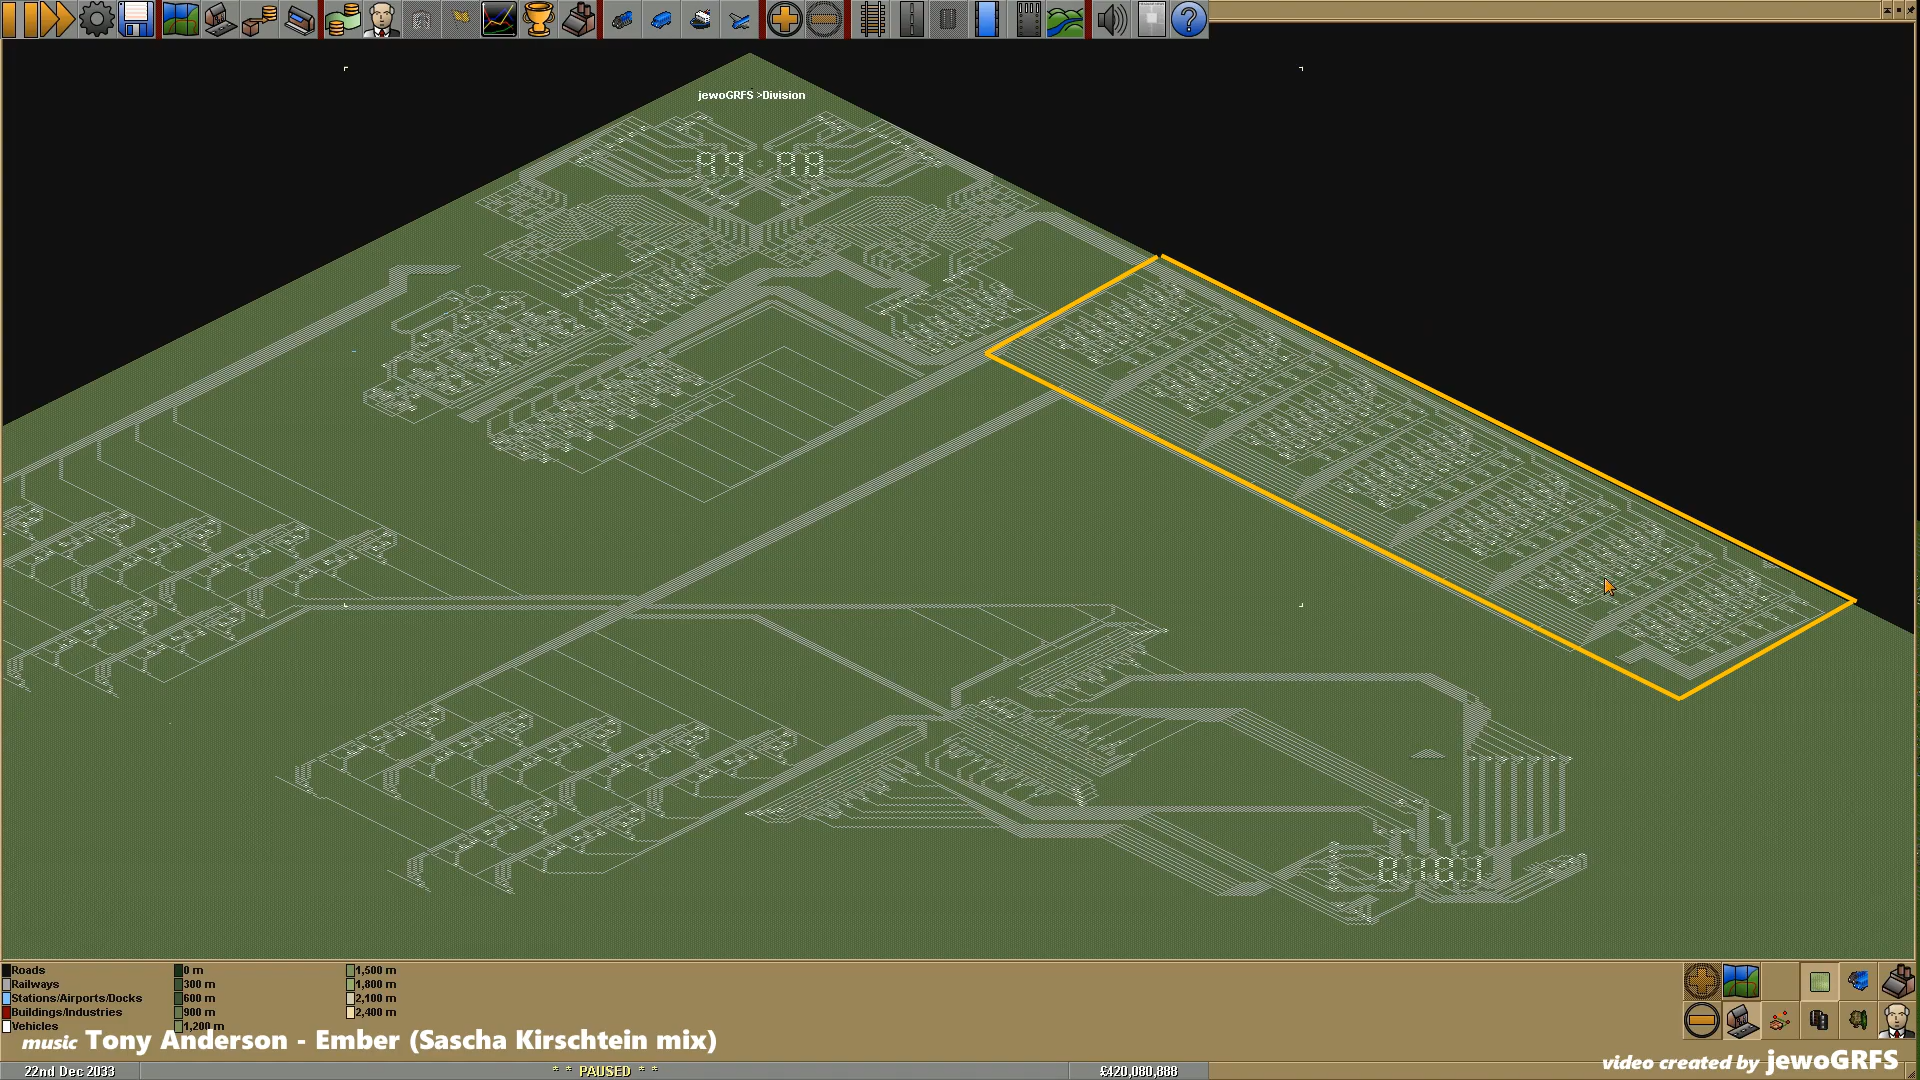 jewoGRFS >Division
Roads
Railways
Stations/Airports/Docks
Buildings/Industries
Vehicles
0 m
300 m
600 m
900 m
1,200 m
1,500 m
1,800 m
2,100 m
2,400 m
music Tony Anderson - Ember (Sascha Kirschtein mix)
video created by jewoGRFS
22nd Dec 2033
* * PAUSED * *
£420,080,888